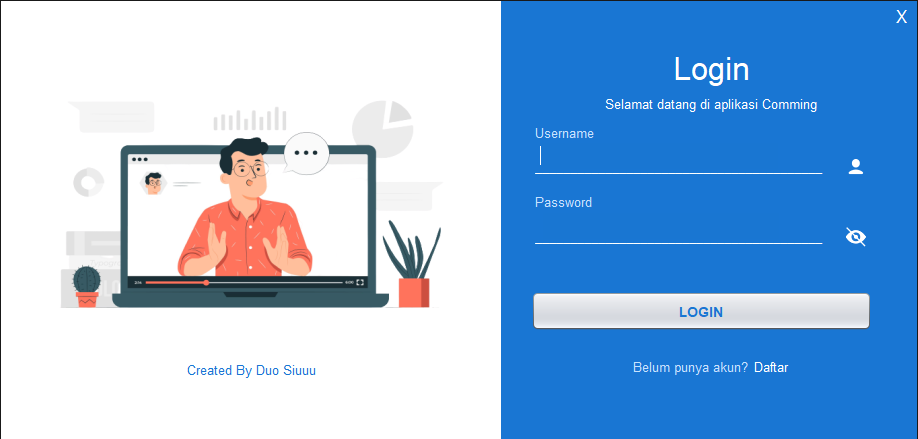 X
Login
Selamat datang di aplikasi Comming
Username
Password
LOGIN
Belum punya akun? Daftar
Created By Duo Siuuu